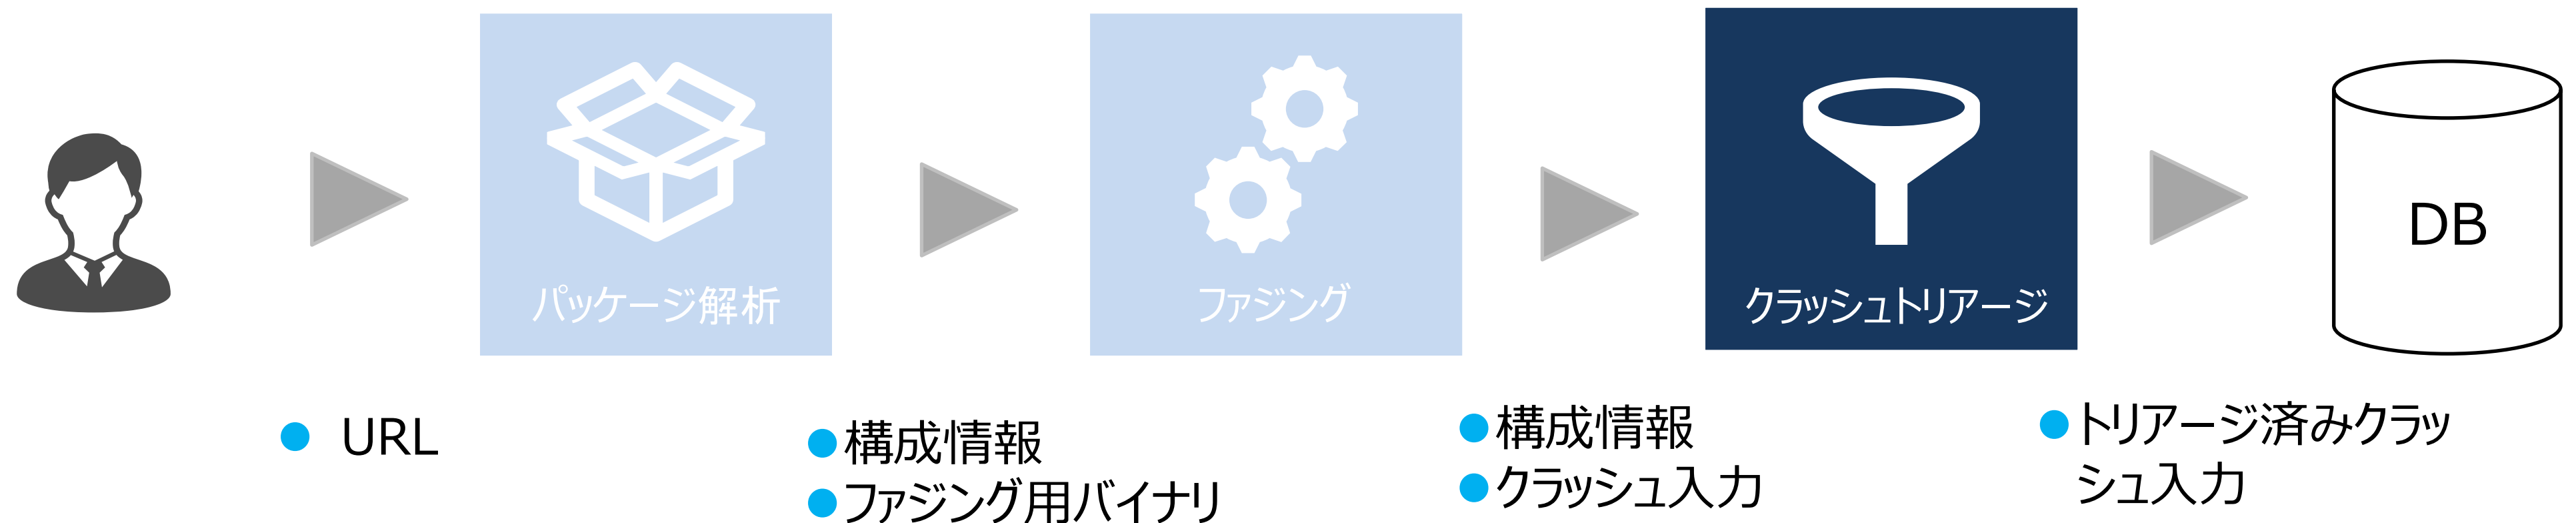 パッケージ解析
ファジング
クラッシュトリアージ
DB
URL
構成情報
ファジング用バイナリ
構成情報
クラッシュ入力
トリアージ済みクラッ
シュ入力